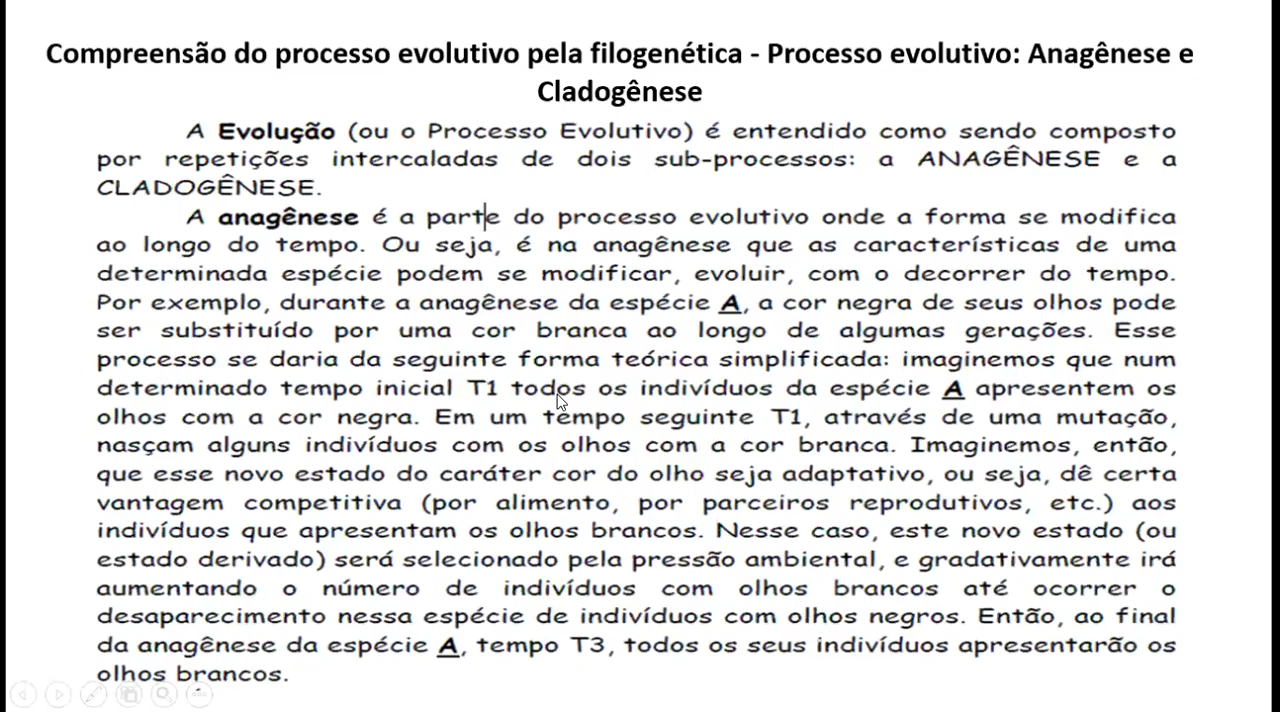 Compreensão do processo evolutivo pela filogenética - Processo evolutivo: Anagênese e
Cladogênese
A Evolução (ou o Processo Evolutivo) é entendido como sendo composto
por repetições intercaladas de dois sub-processos: a ANAGÊNESE e a
CLADOGÊNESE.
A anagênese é a parte do processo evolutivo onde a forma se modifica
ao longo do tempo. Ou seja, é na anagênese que as características de uma
determinada espécie podem se modificar, evoluir, com o decorrer do tempo.
Por exemplo, durante a anagênese da espécie A, a cor negra de seus olhos pode
ser substituído por uma cor branca ao longo de algumas gerações. Esse
processo se daria da seguinte forma teórica simplificada: imaginemos que num
determinado tempo inicial T1 todos os indivíduos da espécie A apresentem os
olhos com a cor negra. Em um tempo seguinte T1, através de uma mutação,
nasçam alguns indivíduos com os olhos com a cor branca. Imaginemos, então,
que esse novo estado do caráter cor do olho seja adaptativo, ou seja, dê certa
vantagem competitiva (por alimento, por parceiros reprodutivos, etc.) aos
indivíduos que apresentam os olhos brancos. Nesse caso, este novo estado (ou
estado derivado) será selecionado pela pressão ambiental, e gradativamente irá
aumentando o número de indivíduos com olhos brancos até ocorrer o
desaparecimento nessa espécie de indivíduos com olhos negros. Então, ao final
da anagênese da espécie A, tempo T3, todos os seus indivíduos apresentarão os
olhos brancos.